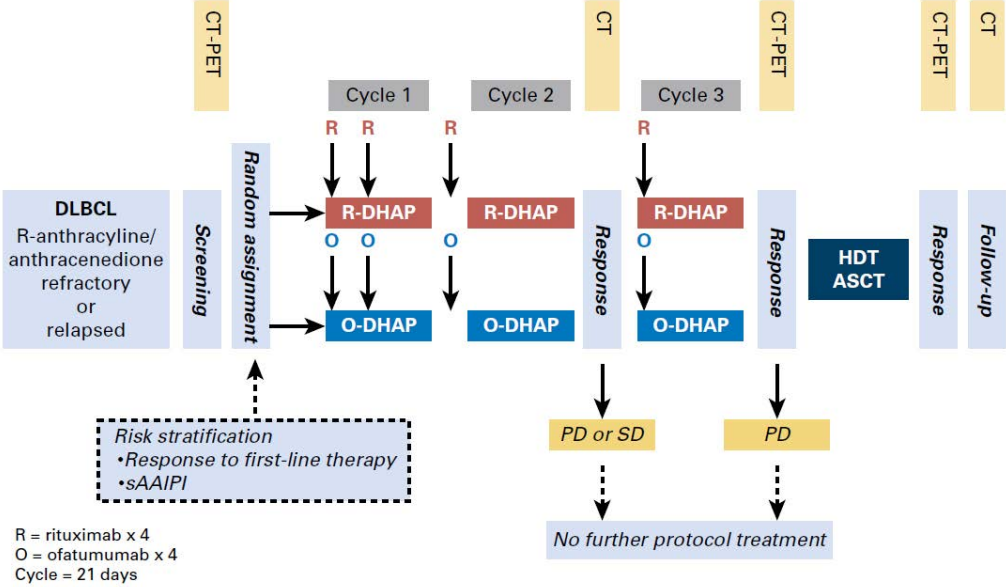 CT-PET
CT
CT-PET
CT-PET
CT
Cycle 1
Cycle 2
Cycle 3
R
R
R
R
DLBCL
R-anthracyline/
anthracenedione
refractory
or
relapsed
Screening
Random assignment
R-DHAP
R-DHAP
R-DHAP
O
O
O
O
O-DHAP
O-DHAP
O-DHAP
Response
Response
HDT
ASCT
Response
Follow-up
Risk stratification
•Response to first-line therapy
•sAAIPI
PD or SD
PD
No further protocol treatment
R = rituximab x 4
O = ofatumumab x 4
Cycle = 21 days